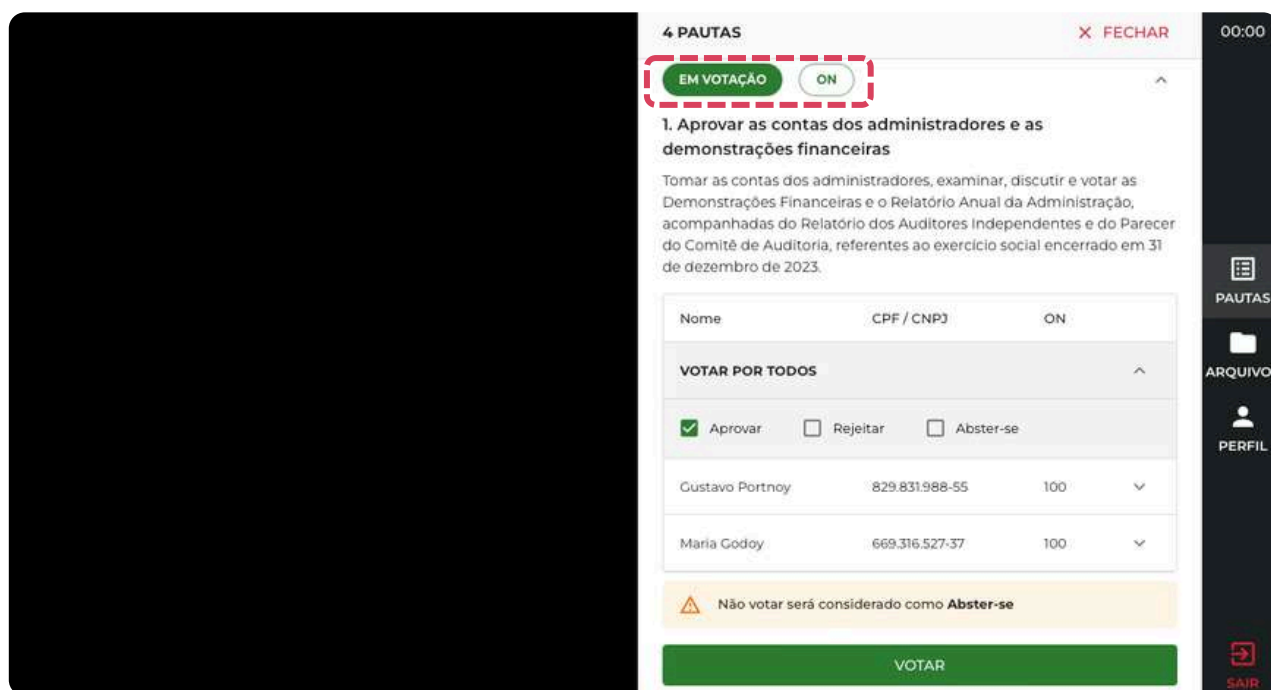 4 PAUTAS
FECHAR
00:00
EM VOTAÇÃO
ON
1. Aprovar as contas dos administradores e as
demonstrações financeiras
Tomar as contas dos administradores, examinar, discutir e votar as
Demonstrações Financeiras e o Relatório Anual da Administração,
acompanhadas do Relatório dos Auditores Independentes e do Parecer
do Comitê de Auditoria, referentes ao exercício social encerrado em 31
de dezembro de 2023.
PAUTAS
Nome CPF / CNPJ ON
VOTAR POR TODOS
ARQUIVO
Aprovar Rejeitar Abster-se
PERFIL
Gustavo Portnoy 829.831.988-55 100
Maria Godoy 669.316.527-37 100
Não votar será considerado como Abster-se
VOTAR
SAIR